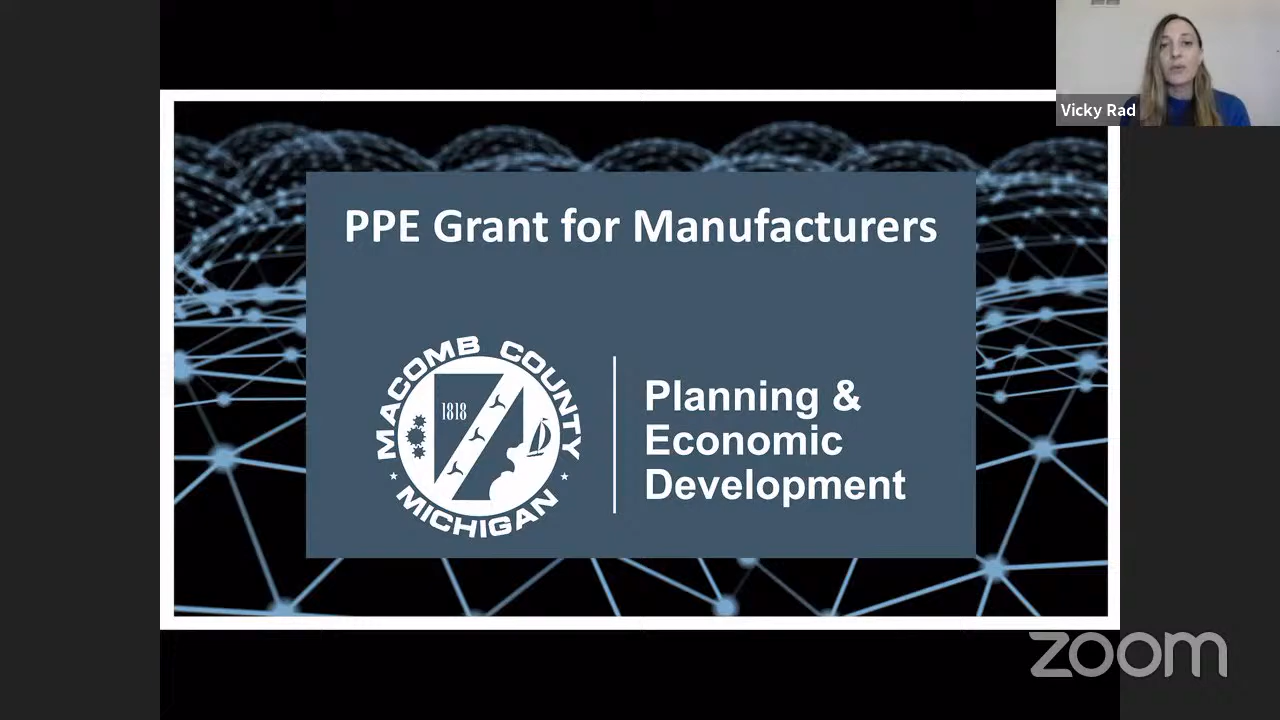 Vicky Rad
PPE Grant for Manufacturers
MACOMB COUNTY
1818
MICHIGAN
Planning &
Economic
Development
zoom